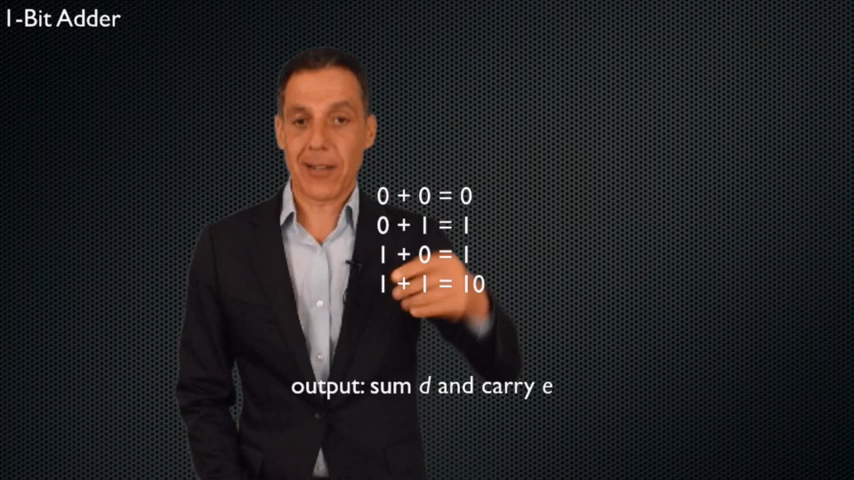 1-Bit Adder
0 + 0 = 0
0 + 1 = 1
1 + 0 = 1
1 + 1 = 10
output: sum d and carry e